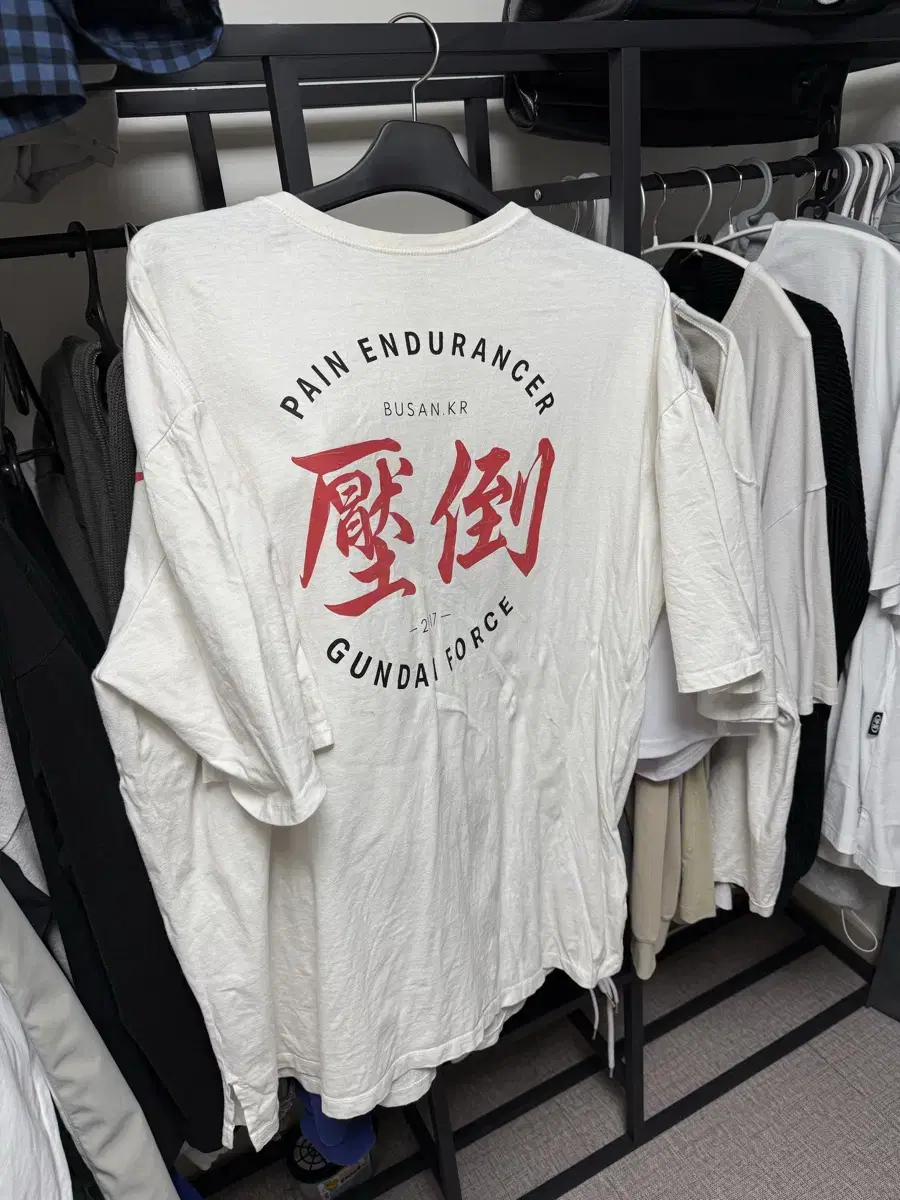 PAIN ENDURANCER
BUSAN.KR
壓倒
GUNDAI FORCE